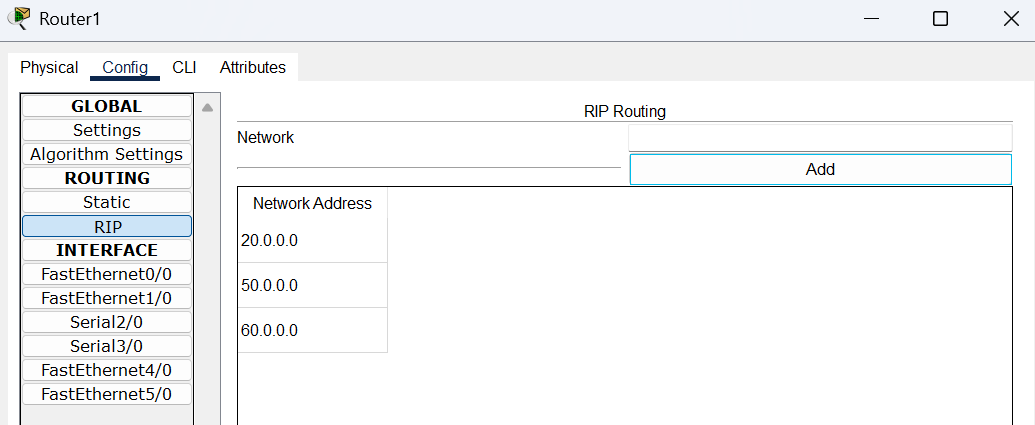 Router1
Physical Config CLI Attributes
GLOBAL
Settings
Algorithm Settings
ROUTING
Static
RIP
INTERFACE
FastEthernet0/0
FastEthernet1/0
Serial2/0
Serial3/0
FastEthernet4/0
FastEthernet5/0
RIP Routing
Network
Add
Network Address
20.0.0.0
50.0.0.0
60.0.0.0